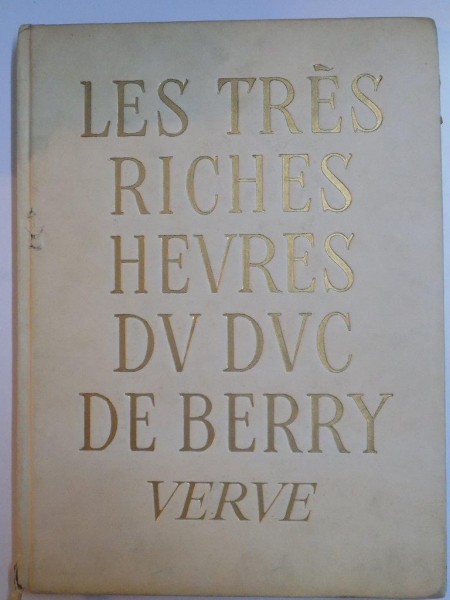 LES TRÈS
RICHES
HEVRES
DV DVC
DE BERRY
VERVE